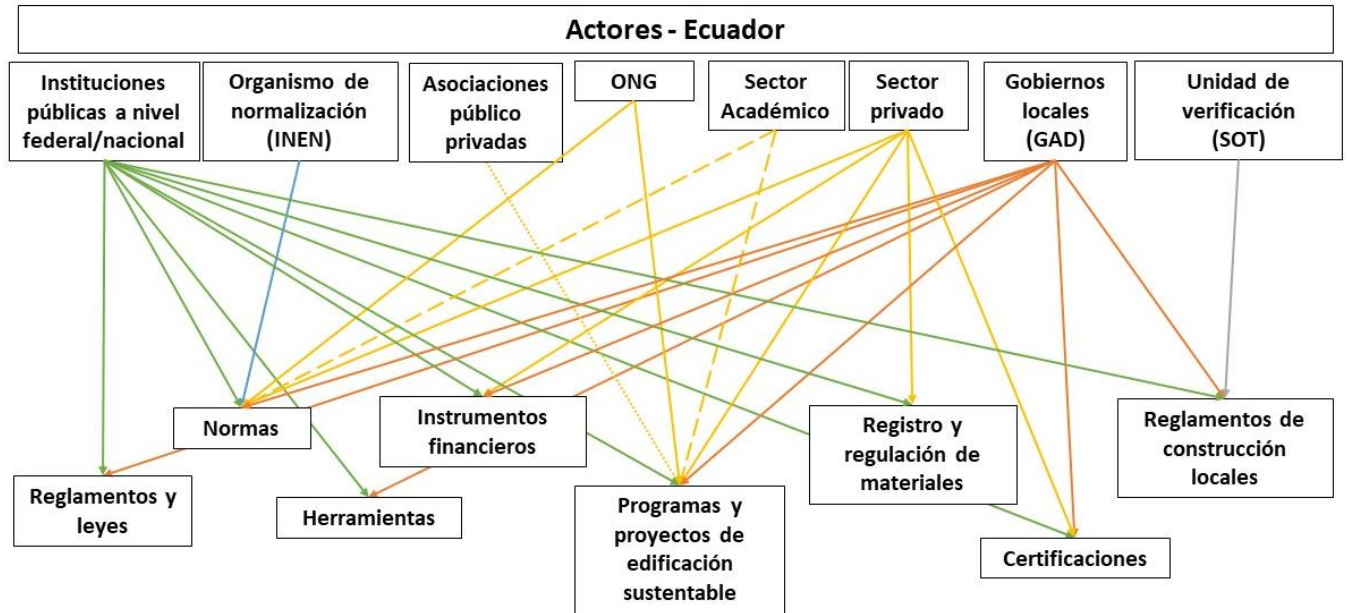 Actores - Ecuador
Instituciones
públicas a nivel
federal/nacional
Organismo de
normalización
(INEN)
Asociaciones
público
privadas
ONG
Sector
Académico
Sector
privado
Gobiernos
locales
(GAD)
Unidad de
verificación
(SOT)
Normas
Instrumentos
financieros
Registro y
regulación de
materiales
Reglamentos de
construcción
locales
Reglamentos y
leyes
Herramientas
Programas y
proyectos de
edificación
sustentable
Certificaciones